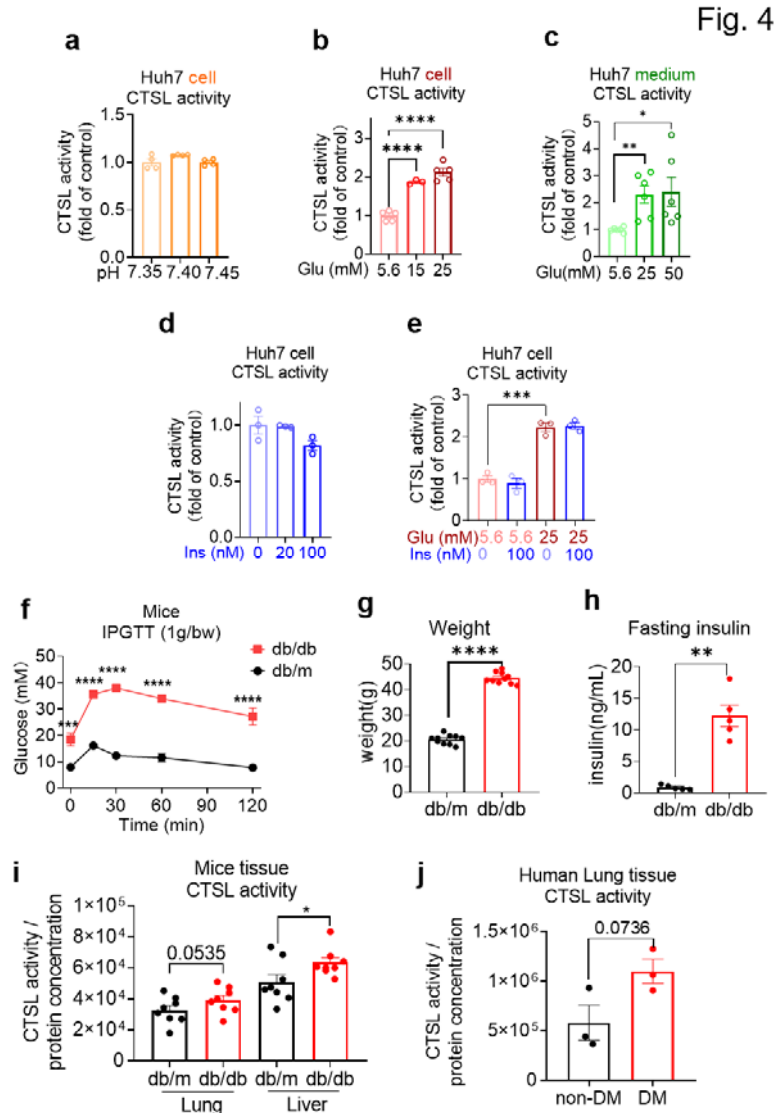 Fig. 4
a
Huh7 cell
CTSL activity
CTSL activity
(fold of control)
1.5
1.0
0.5
0.0
pH 7.35 7.40 7.45
b
Huh7 cell
CTSL activity
CTSL activity
(fold of control)
3
2
1
0
****
****
Glu (mM) 5.6 15 25
c
Huh7 medium
CTSL activity
CTSL activity
(fold of control)
5
4
3
2
1
0
*
**
Glu(mM) 5.6 25 50
d
Huh7 cell
CTSL activity
CTSL activity
(fold of control)
1.0
0.5
0.0
Ins (nM) 0 20 100
e
Huh7 cell
CTSL activity
CTSL activity
(fold of control)
3
2
1
0
***
Glu (mM) 5.6 5.6 25 25
Ins (nM) 0 100 0 100
f
Mice
IPGTT (1g/bw)
db/db
db/m
Glucose (mM)
50
40
30
20
10
0
*** **** **** **** ****
0 30 60 90 120
Time (min)
g
Weight
weight(g)
50
40
30
20
10
0
****
db/m db/db
h
Fasting insulin
insulin(ng/mL)
20
15
10
5
0
**
db/m db/db
i
Mice tissue
CTSL activity
CTSL activity /
protein concentration
1×10⁵
8×10⁴
6×10⁴
4×10⁴
2×10⁴
0
0.0535
*
db/m db/db db/m db/db
Lung Liver
j
Human Lung tissue
CTSL activity
CTSL activity /
protein concentration
1×10⁶
1×10⁶
5×10⁵
0
0.0736
non-DM DM